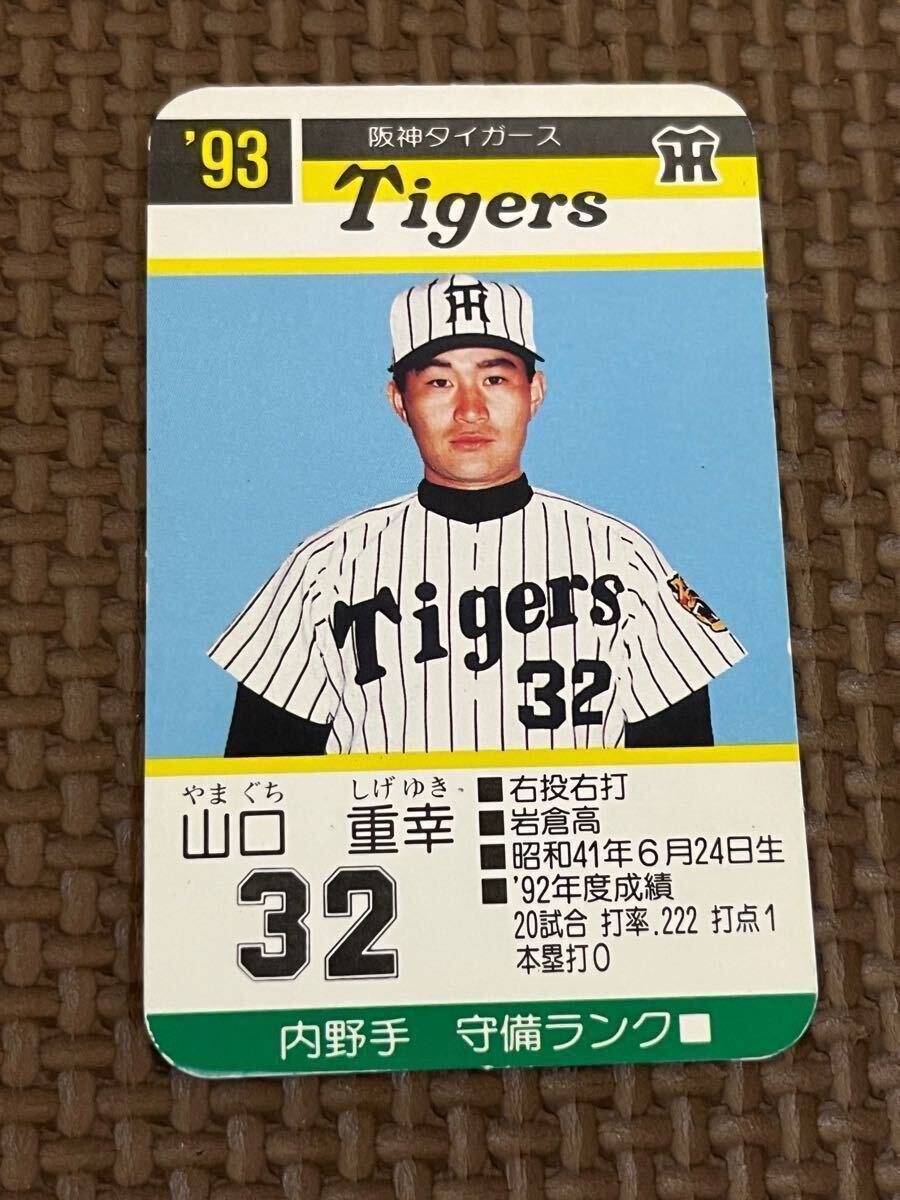 '93
阪神タイガース
Tigers
TH
TH
Tigers
32
やま ぐち しげ ゆき
山口 重幸
32
■右投右打
■岩倉高
■昭和41年6月24日生
■'92年度成績
20試合 打率.222 打点1
本塁打0
内野手 守備ランク□